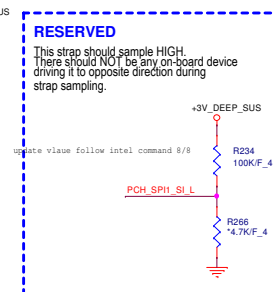 US
RESERVED
This strap should sample HIGH.
There should NOT be any on-board device
driving it to opposite direction during
strap sampling.
+3V_DEEP_SUS
update vlaue follow intel command 8/8
R234
100K/F_4
PCH_SPI1_SI_L
R266
*4.7K/F_4